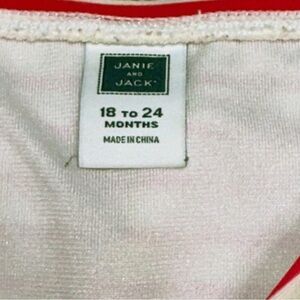 JANIE
AND
JACK
18 TO 24
MONTHS
MADE IN CHINA